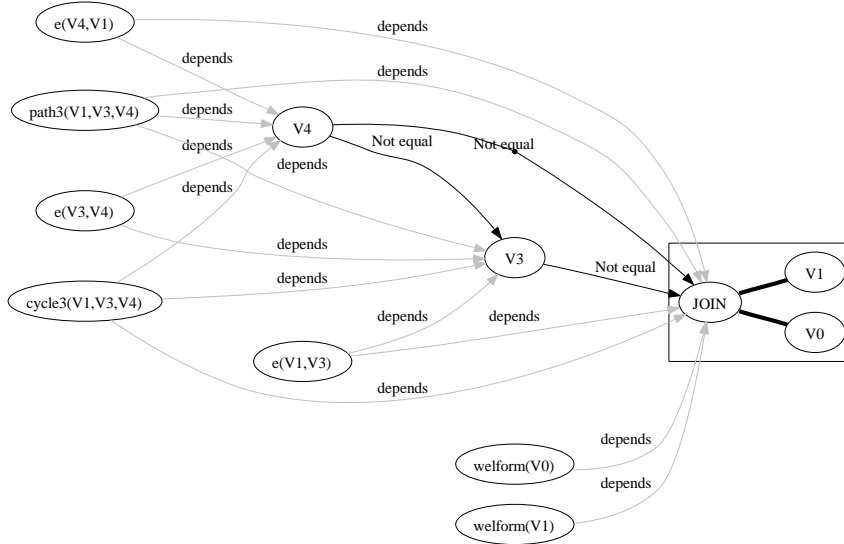 e(V4,V1)
depends
depends
depends
path3(V1,V3,V4)
depends
V4
Not equal
Not equal
depends
depends
e(V3,V4)
depends
V3
Not equal
V1
depends
cycle3(V1,V3,V4)
JOIN
depends
depends
V0
e(V1,V3)
depends
depends
welform(V0)
depends
welform(V1)